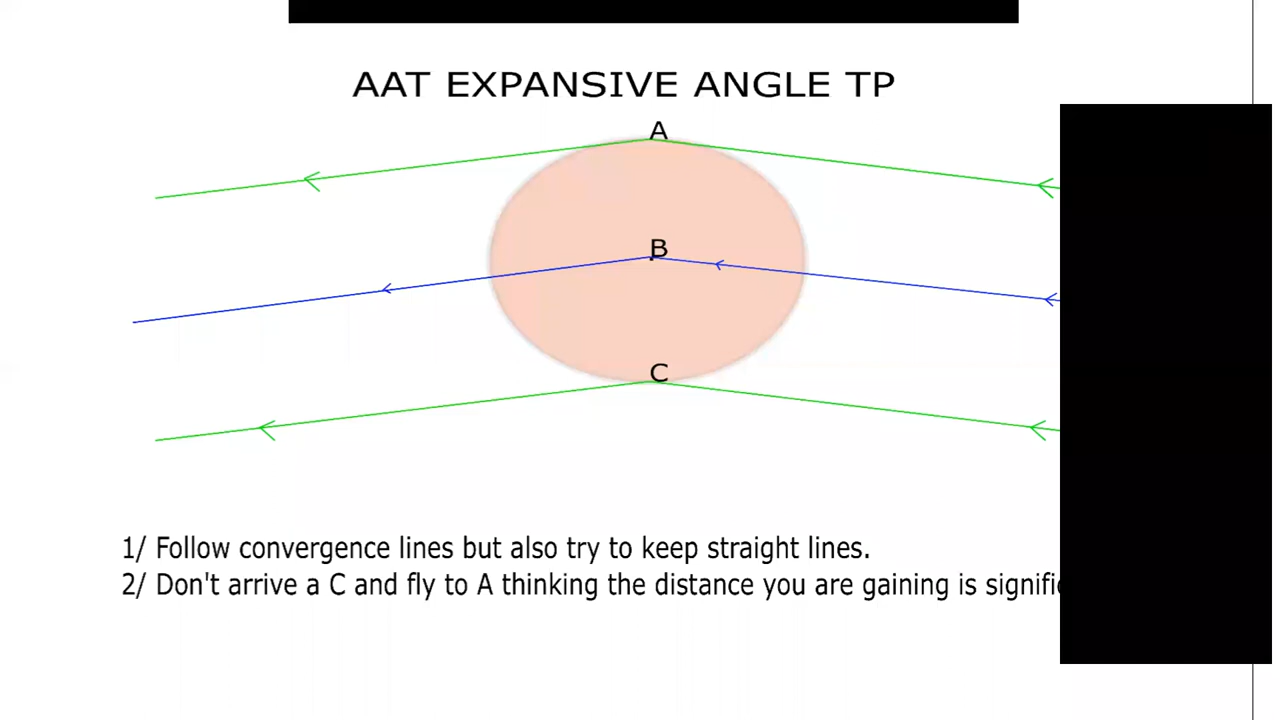 AAT EXPANSIVE ANGLE TP
A
B
C
1/ Follow convergence lines but also try to keep straight lines.
2/ Don't arrive a C and fly to A thinking the distance you are gaining is